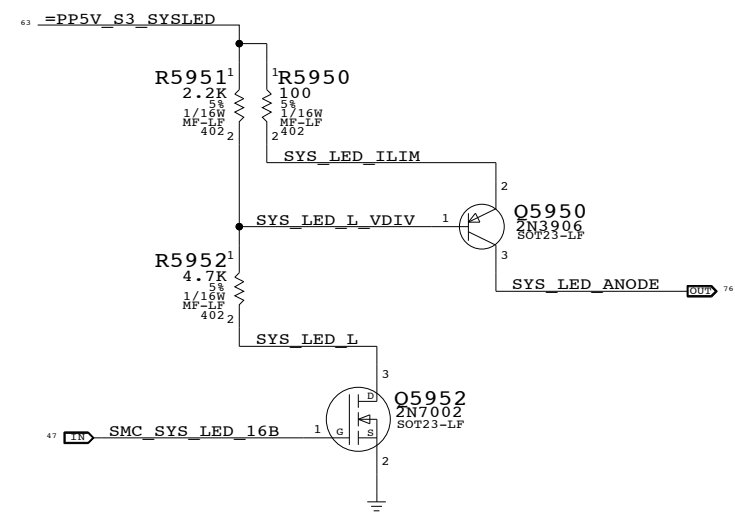 63 =PP5V_S3_SYSLED
R5951 1
2.2K
5%
1/16W
MF-LF
402 2
1 R5950
100
5%
1/16W
MF-LF
2 402
SYS_LED_ILIM
2
SYS_LED_L_VDIV 1
Q5950
2N3906
SOT23-LF
3
R5952 1
4.7K
5%
1/16W
MF-LF
402 2
SYS_LED_ANODE OUT 76
SYS_LED_L
3
D
Q5952
2N7002
SOT23-LF
47 IN SMC_SYS_LED_16B 1 G S
2